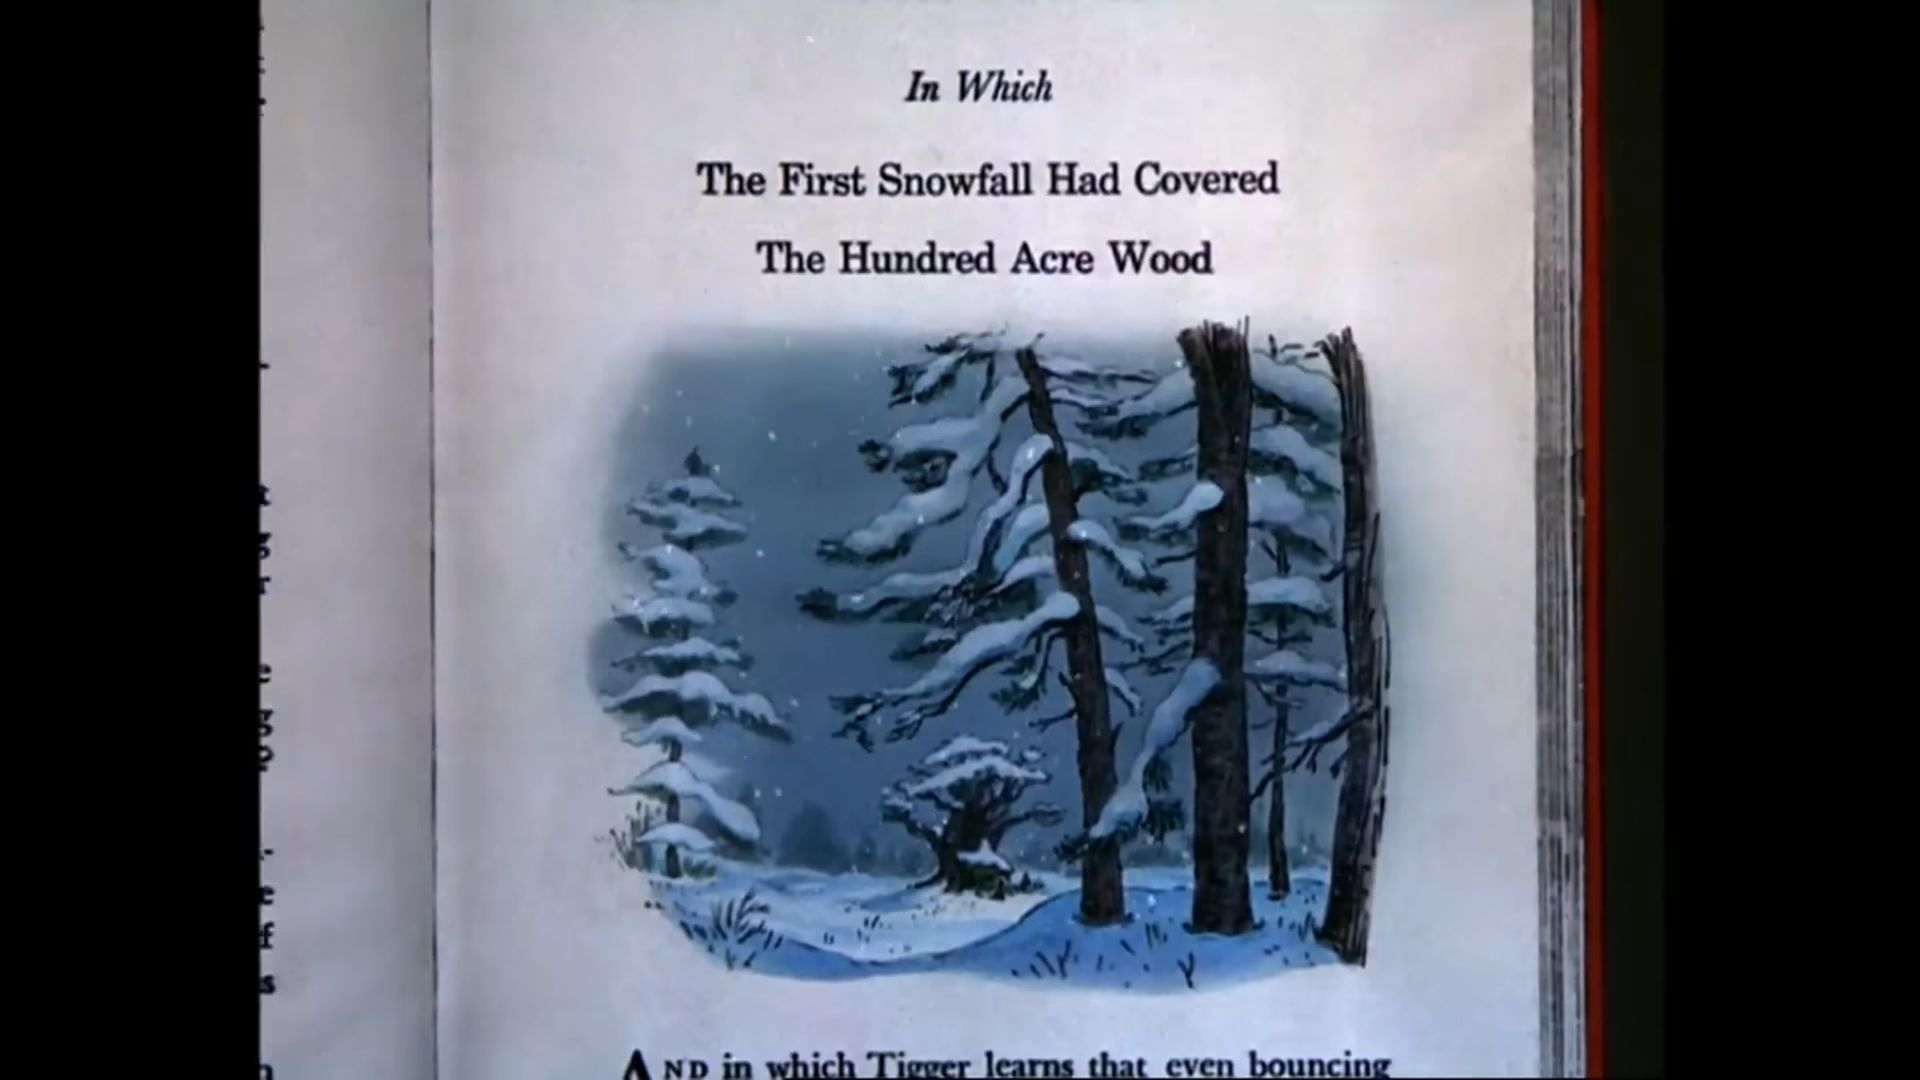 In Which
The First Snowfall Had Covered
The Hundred Acre Wood
AND in which Tigger learns that even bouncing